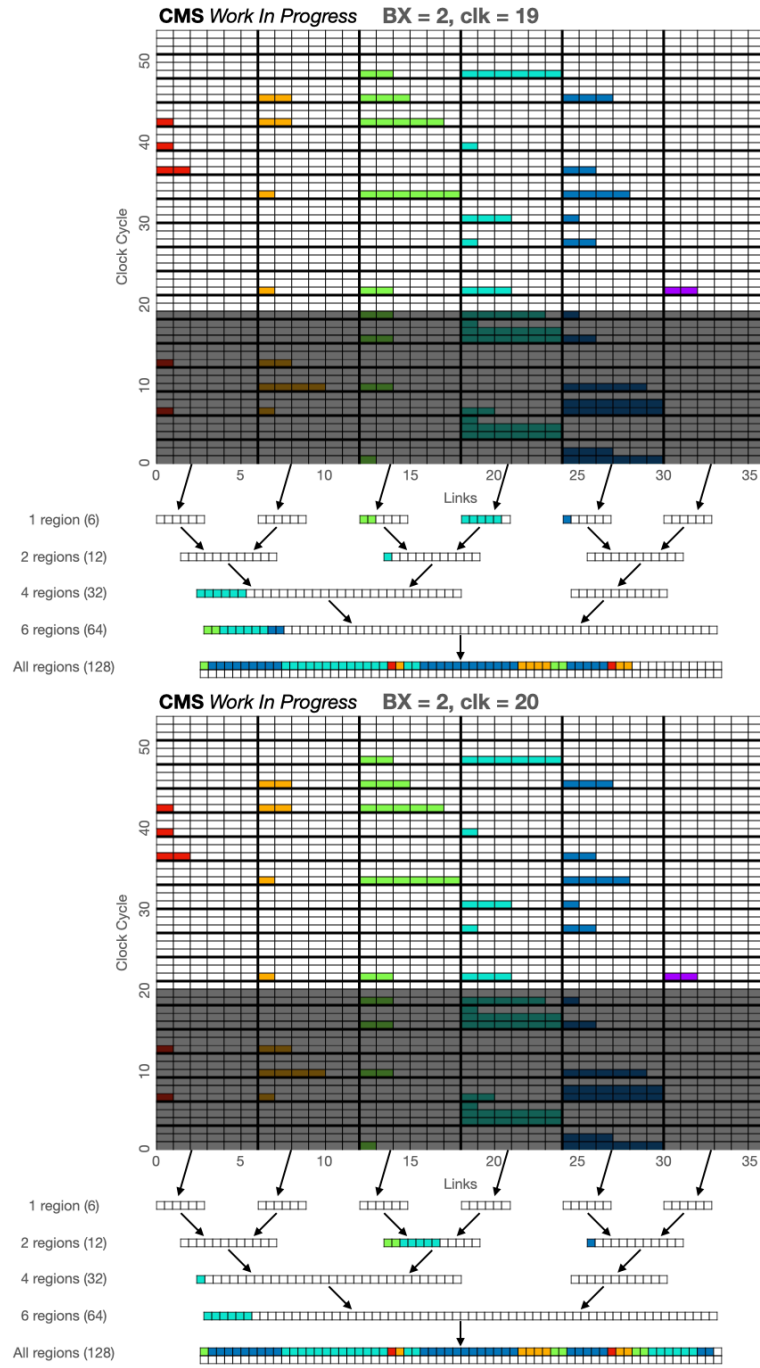 CMS Work In Progress BX = 2, clk = 19
50
40
30
20
10
0
Clock Cycle
0 5 10 15 20 25 30 35
Links
1 region (6)
2 regions (12)
4 regions (32)
6 regions (64)
All regions (128)
CMS Work In Progress BX = 2, clk = 20
50
40
30
20
10
0
Clock Cycle
0 5 10 15 20 25 30 35
Links
1 region (6)
2 regions (12)
4 regions (32)
6 regions (64)
All regions (128)